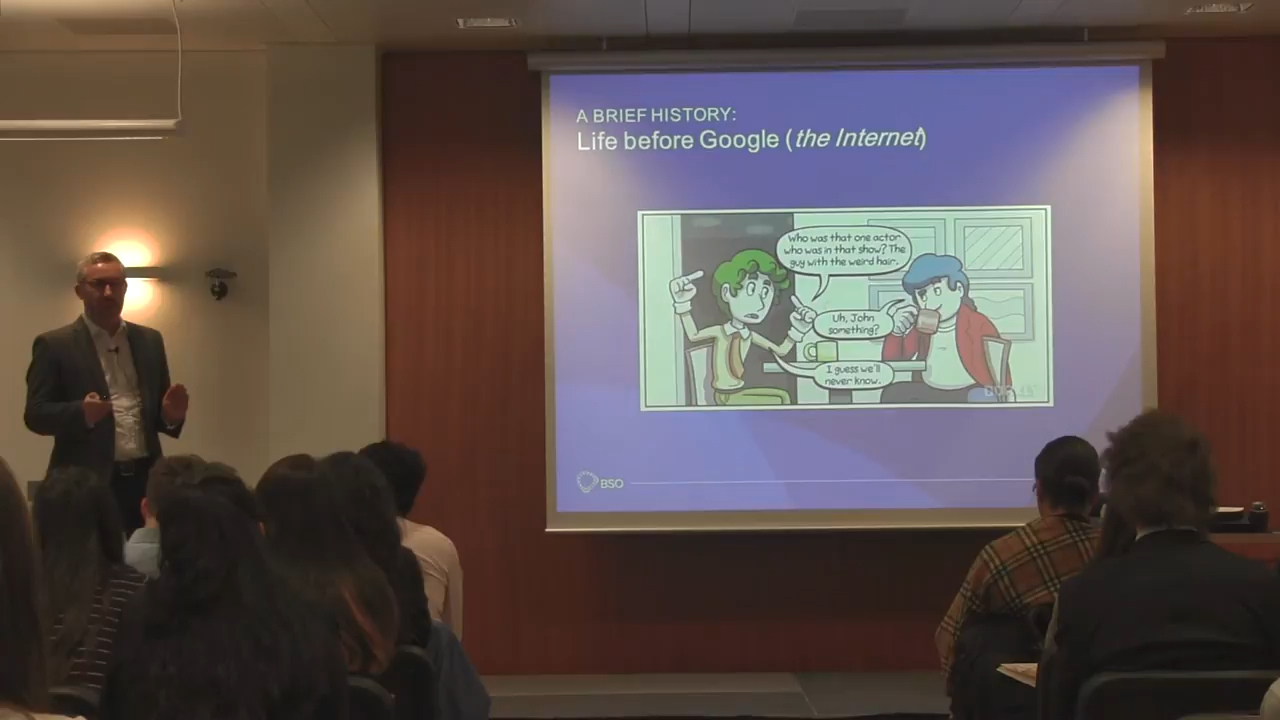 A BRIEF HISTORY:
Life before Google (the Internet)
Who was that one actor
who was in that show? The
guy with the weird hair.
Uh, John
something?
I guess we'll
never know.
BSO